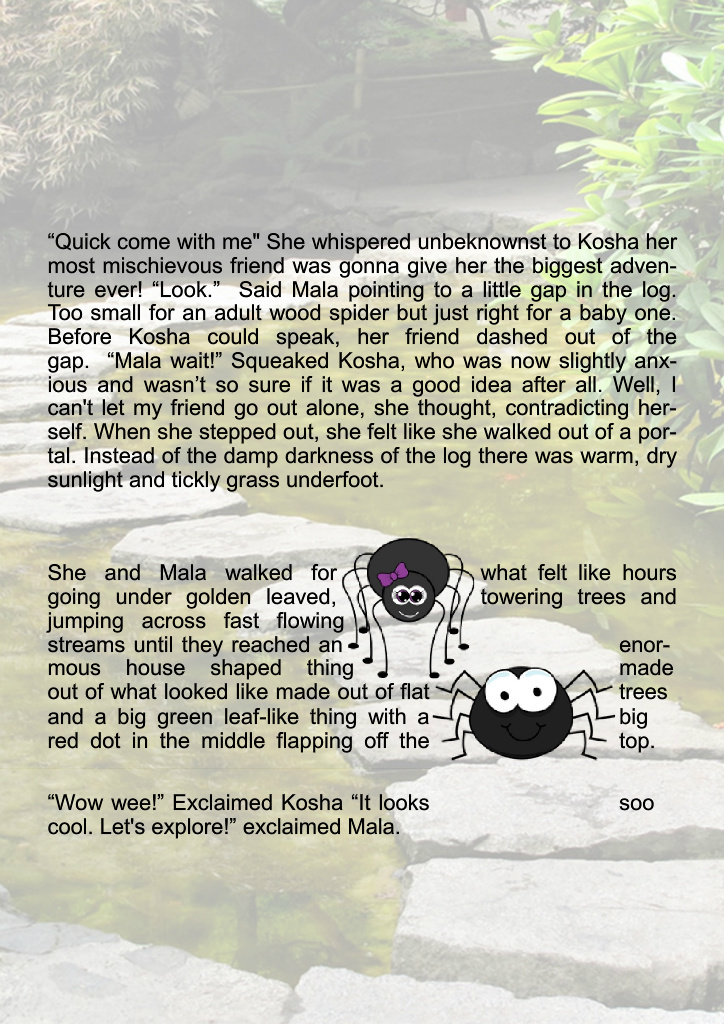 “Quick come with me" She whispered unbeknownst to Kosha her
most mischievous friend was gonna give her the biggest adven-
ture ever! “Look.”  Said Mala pointing to a little gap in the log.
Too small for an adult wood spider but just right for a baby one.
Before Kosha could speak, her friend dashed out of the
gap.  “Mala wait!” Squeaked Kosha, who was now slightly anx-
ious and wasn’t so sure if it was a good idea after all. Well, I
can't let my friend go out alone, she thought, contradicting her-
self. When she stepped out, she felt like she walked out of a por-
tal. Instead of the damp darkness of the log there was warm, dry
sunlight and tickly grass underfoot.
She and Mala walked for what felt like hours
going under golden leaved, towering trees and
jumping across fast flowing
streams until they reached an enor-
mous house shaped thing made
out of what looked like made out of flat trees
and a big green leaf-like thing with a big
red dot in the middle flapping off the top.
“Wow wee!” Exclaimed Kosha “It looks soo
cool. Let's explore!” exclaimed Mala.